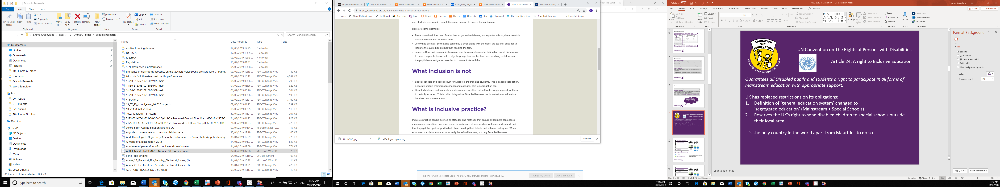 Schools Research
File Home Share View
Pin to Quick access
Copy
Paste
Cut
Copy path
Paste shortcut
Clipboard
Move to
Copy to
Delete
Rename
Organize
New folder
New item
Easy access
New
Properties
Open
Edit
History
Open
Select all
Select none
Invert selection
Select
Emma Greenwood > Box > 10 - Emma G Folder > Schools Research
Search Schools Research
Quick access
Desktop
Downloads
Documents
Pictures
10 - Emma G Folder
ICA paper
Schools Research
Word Templates
Box
00 - QEMS
01 - Projects
02 - Shared
10 - Emma G Folder
OneDrive
This PC
3D Objects
Desktop
Documents
Downloads
Music
Pictures
Videos
Local Disk (C:)
83 items 1 item selected 19.9 KB
Name Date modified Type Size
assitive listening devices 17/05/2019 12:25 ... File folder
DfE ESFA 17/05/2019 12:25 ... File folder
IGELHART 09/02/2019 12:45 ... File folder
Regulation 15/02/2019 01:31 ... File folder
SEN prevalence + performance 04/06/2019 10:08 ... File folder
[Influence of classrooms acoustics on the teachers' voice sound pressure level]. - PubM... 09/02/2019 12:13 ... PDF-XChange Vie... 82 KB
£4m cuts 'will threaten' deaf pupils' performance 01/02/2019 10:12 ... PDF-XChange Vie... 4,037 KB
1-s2.0-S1876610215024935-main 01/02/2019 06:26 ... PDF-XChange Vie... 293 KB
1-s2.0-S1876610215024947-main 01/02/2019 06:26 ... PDF-XChange Vie... 322 KB
1-s2.0-S1876610215024959-main 01/02/2019 06:26 ... PDF-XChange Vie... 304 KB
1-s2.0-S1876610215024996-main 01/02/2019 06:26 ... PDF-XChange Vie... 192 KB
4-article-01 09/02/2019 12:21 ... PDF-XChange Vie... 7,169 KB
19_07_10_school_error_list BSF projects 02/06/2019 01:22 ... PDF-XChange Vie... 239 KB
1092-4388(2002_046) 08/03/2019 09:25 ... PDF-XChange Vie... 113 KB
1092-4388(2011_11-0026) 30/04/2019 11:21 ... PDF-XChange Vie... 207 KB
2175-001-AT-A-B21-00-GA-(20)-111-2 - Proposed Ground Floor Plan.pdf-A-24-2175-0... 24/03/2019 01:22 ... PDF-XChange Vie... 923 KB
2175-001-AT-A-B21-01-GA-(20)-112-2 - Proposed First Floor Plan.pdf-A-20-2175-001-... 24/03/2019 01:23 ... PDF-XChange Vie... 475 KB
90402_Soffit-Ceiling Solutions analysis EG 02/04/2019 04:34 ... Microsoft Excel W... 17 KB
A guide to current research on soundfield systems 30/04/2019 12:19 ... PDF-XChange Vie... 100 KB
A Methodology to Objectively Assess the Performance of Sound Field Amplification Sy... 30/04/2019 12:29 ... PDF-XChange Vie... 725 KB
A World of Silence report_2012 14/01/2019 04:03 ... PDF-XChange Vie... 833 KB
Adolescents' perceptions of school acousic environment 31/01/2019 09:59 ... PDF-XChange Vie... 771 KB
ALLFIE Manifesto DEMAND Number 3 EG Amendments 07/02/2019 07:58 ... Microsoft Word D... 20 KB
allfie-logo-original 04/06/2019 10:19 ... SVG Document 63 KB
Annex_2G_Electrical_Fire_Security__Technical_Annex_ (1) 24/01/2019 10:33 ... Microsoft Word D... 114 KB
Annex_2G_Electrical_Fire_Security__Technical_Annex_ (1) 30/01/2019 11:21 ... PDF-XChange Vie... 470 KB
AUDITORY PROCESSING DISORDER 09/02/2019 10:17 ... PDF-XChange Vie... 110 KB
Type here to search
ENG 11:43 AM 04/06/2019
Skype for Business
Team Schedule
Redes Senior Sch
Timesheet
What is inclusive
Inclusion, equality
https://www.allfie.org.uk/definitions/what-is-inclusive-education/
Apps About Us | Anderso... Dashboard Basecamp Focus People Forecast Harvest Officevibe Box Sharepoint The Same Song Su... A Methodology to... The Impact of Soun...
and students may require adaptations and support to access the curriculum.
Here are some examples:
• Faisal is a wheelchair user. So that he can go to the debating society after school, the accessible
minibus collects him at a later time.
• Jenny has dyslexia. So that she can study a book along with the class, the teacher asks her to
listen to the audio book rather than reading the text.
• James is Deaf and communicates using sign language. Instead of taking him out of his lessons
to have a separate lesson with a sign language teacher, his teachers, teaching assistants and
the pupils learn to sign too in order to communicate with him.
What inclusion is not
• Special schools and colleges just for Disabled children and students. This is called segregation.
• Separate units in mainstream schools and colleges. This is segregation too.
• Disabled children and students in mainstream education, but without enough support for them
to be truly included. This is called integration. Disabled learners are in mainstream education,
but their needs are not met.
What is inclusive practice?
Inclusive practice can be defined as attitudes and methods that ensure all learners can access
mainstream education. Everyone works to make sure all learners feel welcome and valued, and
that they get the right support to help them develop their talents and achieve their goals. When
education is truly inclusive it can actually benefit all learners, not only Disabled learners.
UN-LOGO.jpg
allfie-logo-original.svg
Show all
Do more with Microsoft Edge – the fast, new browser built for Windows 10.
Change my default
Don't ask again
11:43 AM
04/06/2019
AutoSave Off
ANC 2019 presentation - Compatibility Mode
Emma Greenland
File Home Insert Design Transitions Animations Slide Show Review View Help BLUEBEAM Search
Share Comments
Paste
Cut
Copy
Format Painter
Clipboard
New Slide
Layout
Reset
Section
Slides
Font
Text Direction
Align Text
Convert to SmartArt
Paragraph
Arrange
Quick Styles
Shape Fill
Shape Outline
Shape Effects
Drawing
Find
Replace
Select
Editing
Dictate
Voice
Create PDF
Change Settings
Batch PDF
Bluebeam
5
6
7
8
9
10
EDUCATION
NOT
SEGREGATION
THE ALLIANCE FOR INCLUSIVE EDUCATION
UN Convention on The Rights of Persons with Disabilities
Article 24: A right to Inclusive Education
Guarantees all Disabled pupils and students a right to participate in all forms of
mainstream education with appropriate support.
UK has replaced restrictions on its obligations:
1. Definition of 'general education system' changed to
'segregated education' (Mainstream + Special Schools)
2. Reserves the UK's right to send disabled children to special schools outside
their local area.
It is the only country in the world apart from Mauritius to do so.
Click to add notes
Format Background
Fill
Solid fill
Gradient fill
Picture or texture fill
Pattern fill
Hide background graphics
Color
Transparency 0%
Apply to All
Reset Background
Slide 8 of 25 English (United Kingdom)
Notes Display Settings 109%
11:43 AM
04/06/2019